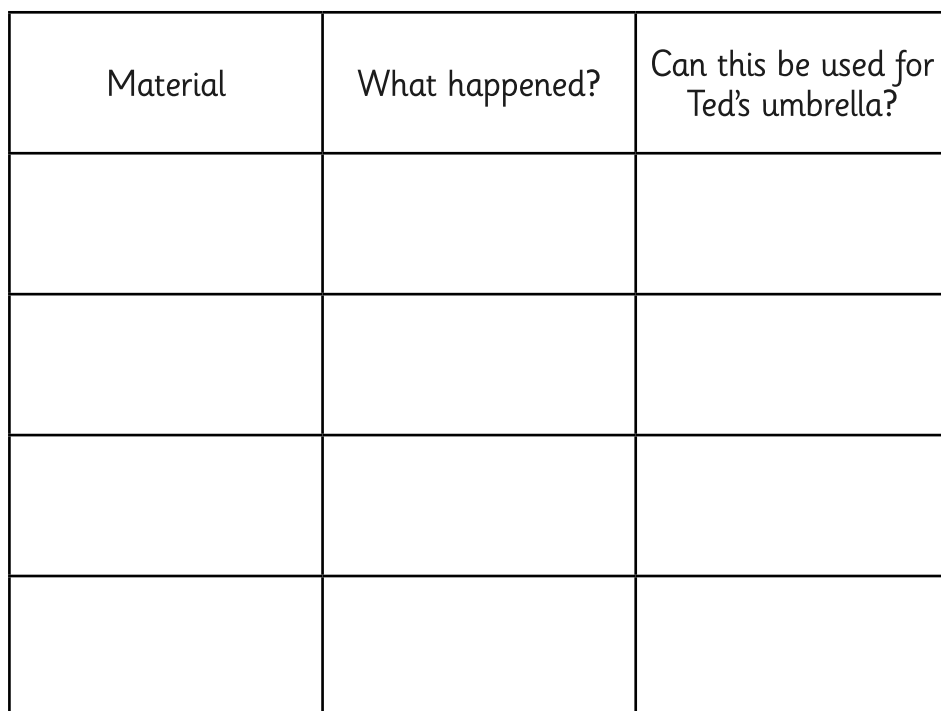 Material
What happened?
Can this be used for
Ted's umbrella?